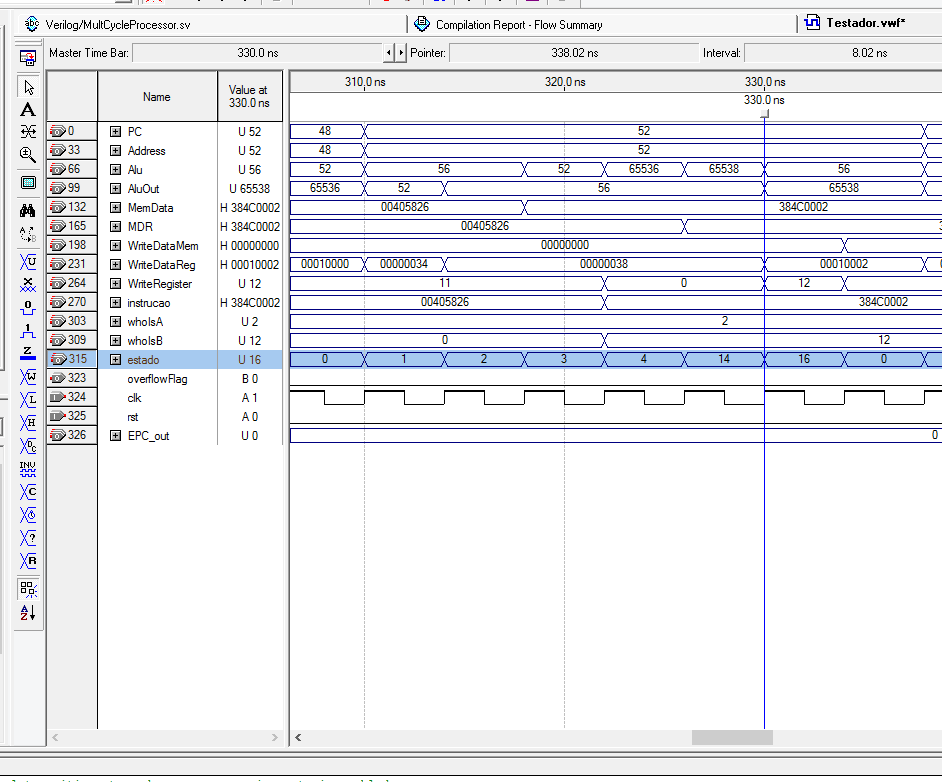 Verilog/MultCycleProcessor.sv Compilation Report - Flow Summary Testador.vwf*
Master Time Bar: 330.0 ns Pointer: 338.02 ns Interval: 8.02 ns
Name Value at 330.0 ns 310.0 ns 320.0 ns 330.0 ns
330.0 ns
0 PC U 52 48 52
33 Address U 52 48 52
66 Alu U 56 52 56 52 65536 65538 56
99 AluOut U 65538 65536 52 56 65538
132 MemData H 384C0002 00405826 384C0002
165 MDR H 384C0002 00405826
198 WriteDataMem H 00000000 00000000
231 WriteDataReg H 00010002 00010000 00000034 00000038 00010002
264 WriteRegister U 12 11 0 12
270 instrucao H 384C0002 00405826 384C0002
303 whoIsA U 2 2
309 whoIsB U 12 0 12
315 estado U 16 0 1 2 3 4 14 16 0
323 overflowFlag B 0
324 clk A 1
325 rst A 0
326 EPC_out U 0 0